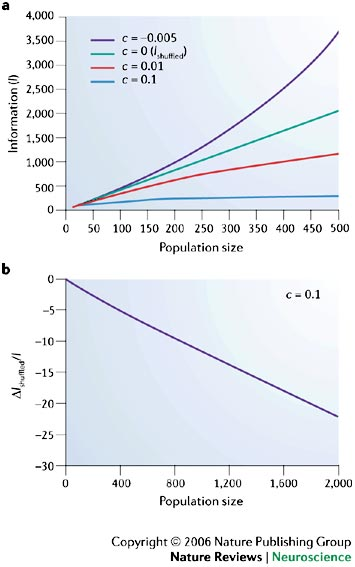 a
4,000
3,500
3,000
2,500
2,000
1,500
1,000
500
0
Information (I)
c = –0.005
c = 0 (Ishuffled)
c = 0.01
c = 0.1
0 50 100 150 200 250 300 350 400 450 500
Population size
b
0
–5
–10
–15
–20
–25
–30
ΔIshuffled/I
c = 0.1
0 400 800 1,200 1,600 2,000
Population size
Copyright © 2006 Nature Publishing Group
Nature Reviews | Neuroscience